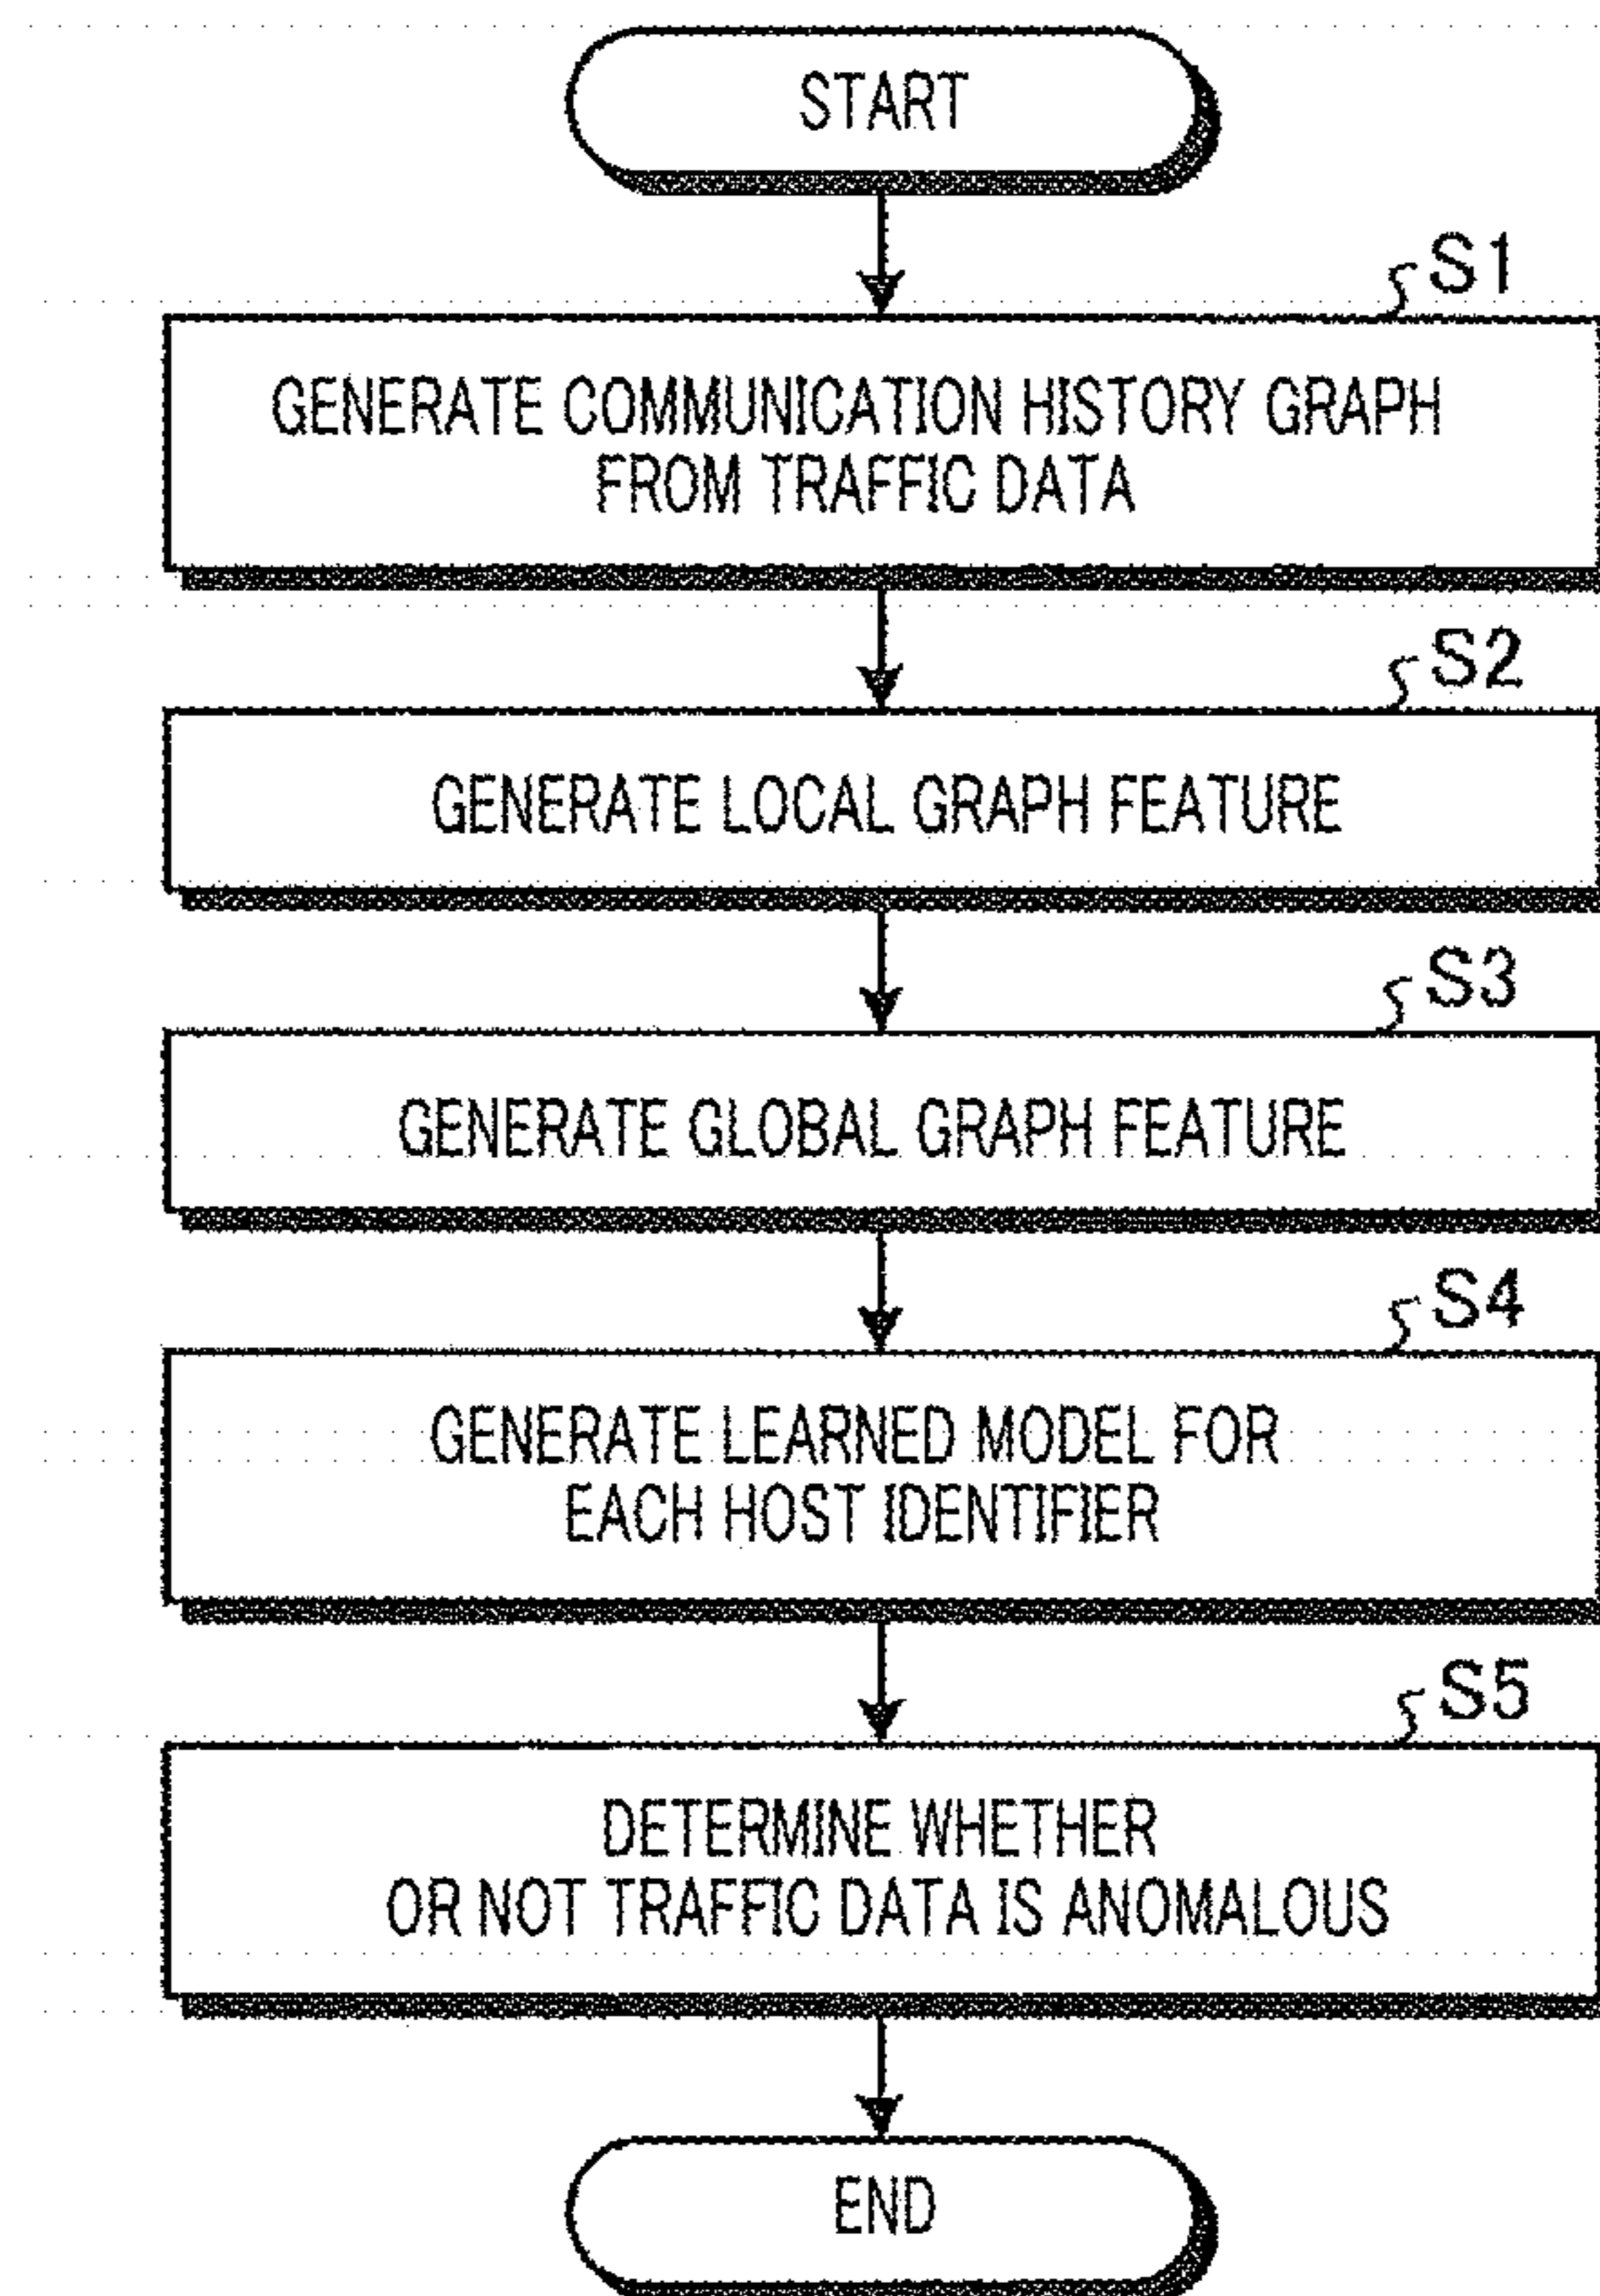 START
S1
GENERATE COMMUNICATION HISTORY GRAPH
FROM TRAFFIC DATA
S2
GENERATE LOCAL GRAPH FEATURE
S3
GENERATE GLOBAL GRAPH FEATURE
S4
GENERATE LEARNED MODEL FOR
EACH HOST IDENTIFIER
S5
DETERMINE WHETHER
OR NOT TRAFFIC DATA IS ANOMALOUS
END